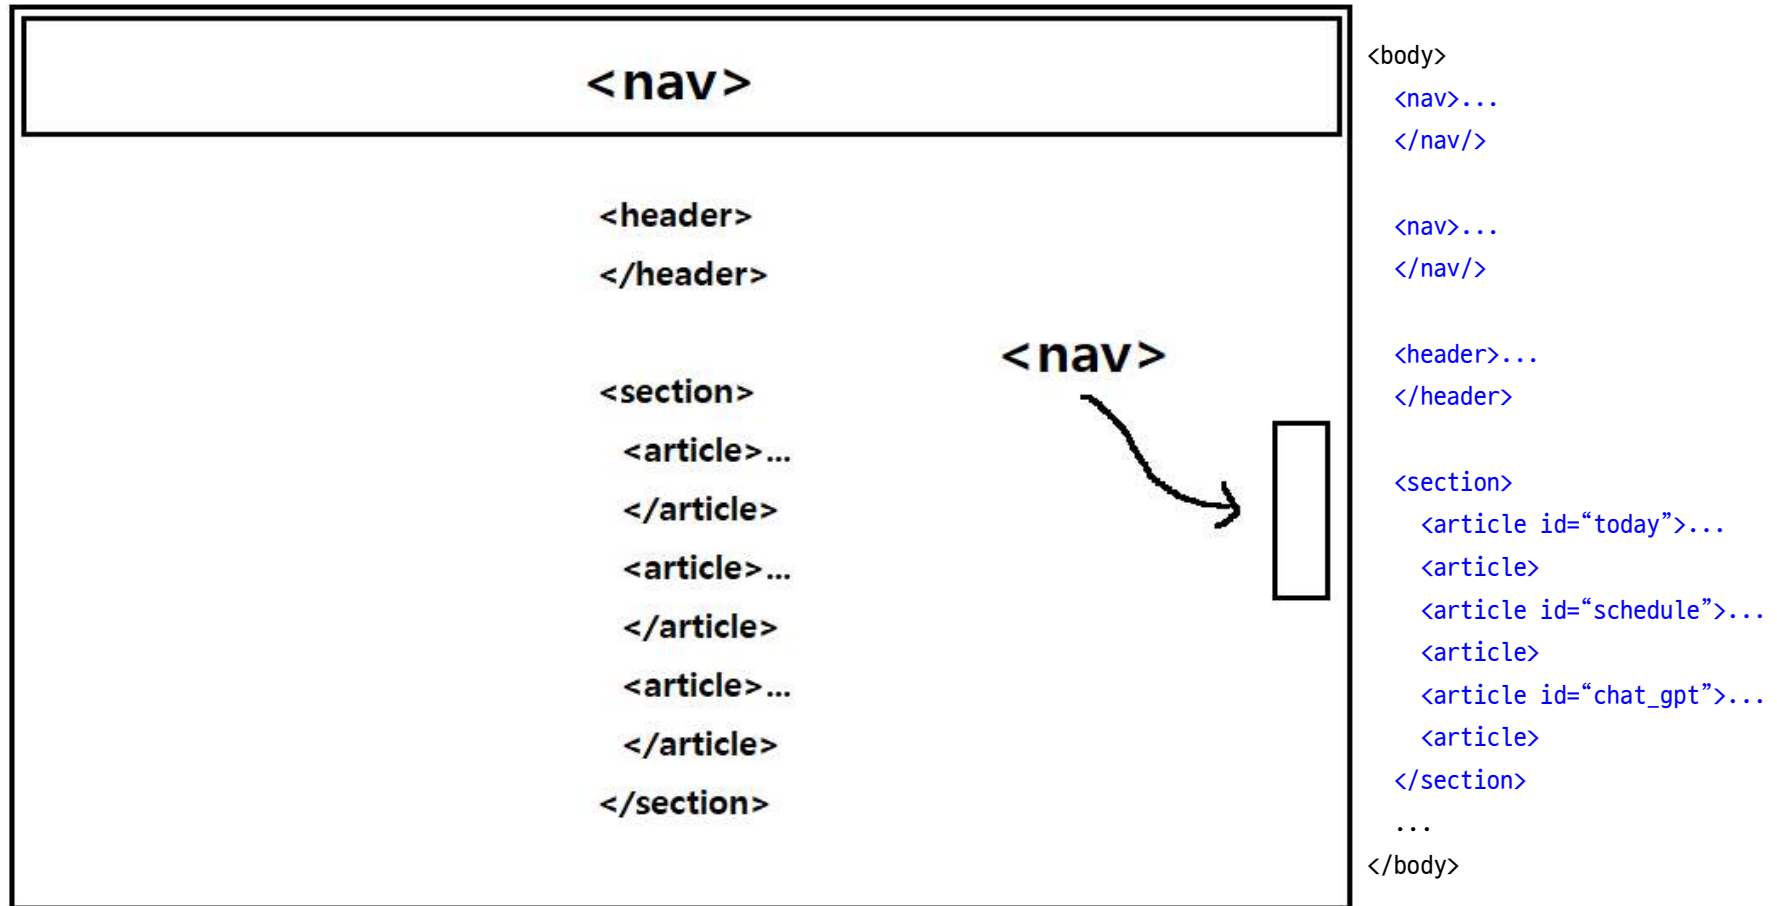 <nav>
<header>
</header>
<nav>
<section>
<article>...
</article>
<article>...
</article>
<article>...
</article>
</section>
<body>
<nav>...
</nav/>
<nav>...
</nav/>
<header>...
</header>
<section>
<article id=“today”>...
<article>
<article id=“schedule”>...
<article>
<article id=“chat_gpt”>...
<article>
</section>
...
</body>